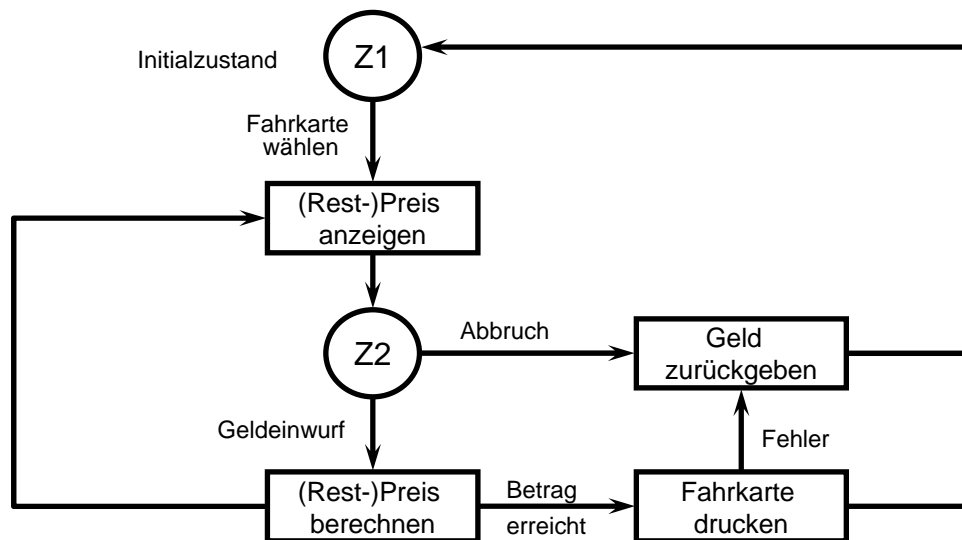 Initialzustand
Z1
Fahrkarte
wählen
(Rest-)Preis
anzeigen
Z2
Abbruch
Geld
zurückgeben
Geldeinwurf
Fehler
(Rest-)Preis
berechnen
Betrag
erreicht
Fahrkarte
drucken